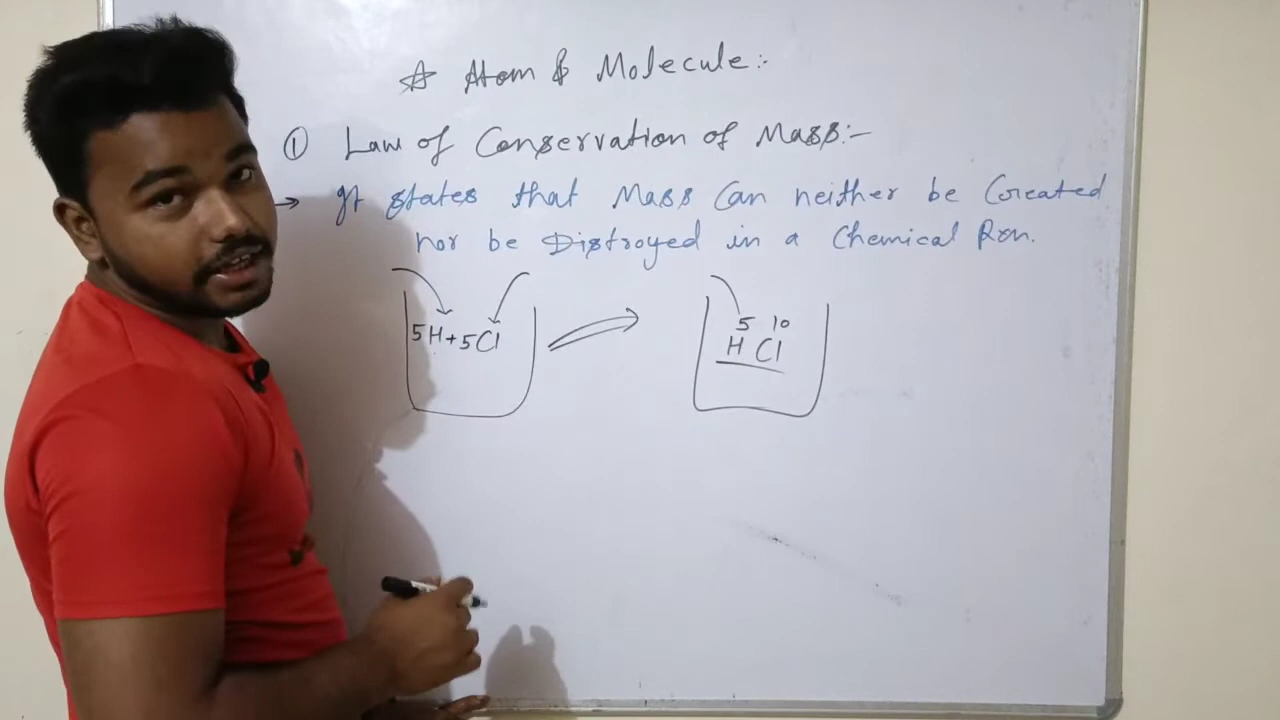 ☆ Atom & Molecule:-
① Law of Conservation of Mass:-
→ It states that Mass Can neither be Created
nor be Distroyed in a Chemical Rxn.
5H+5Cl
5 10
H Cl